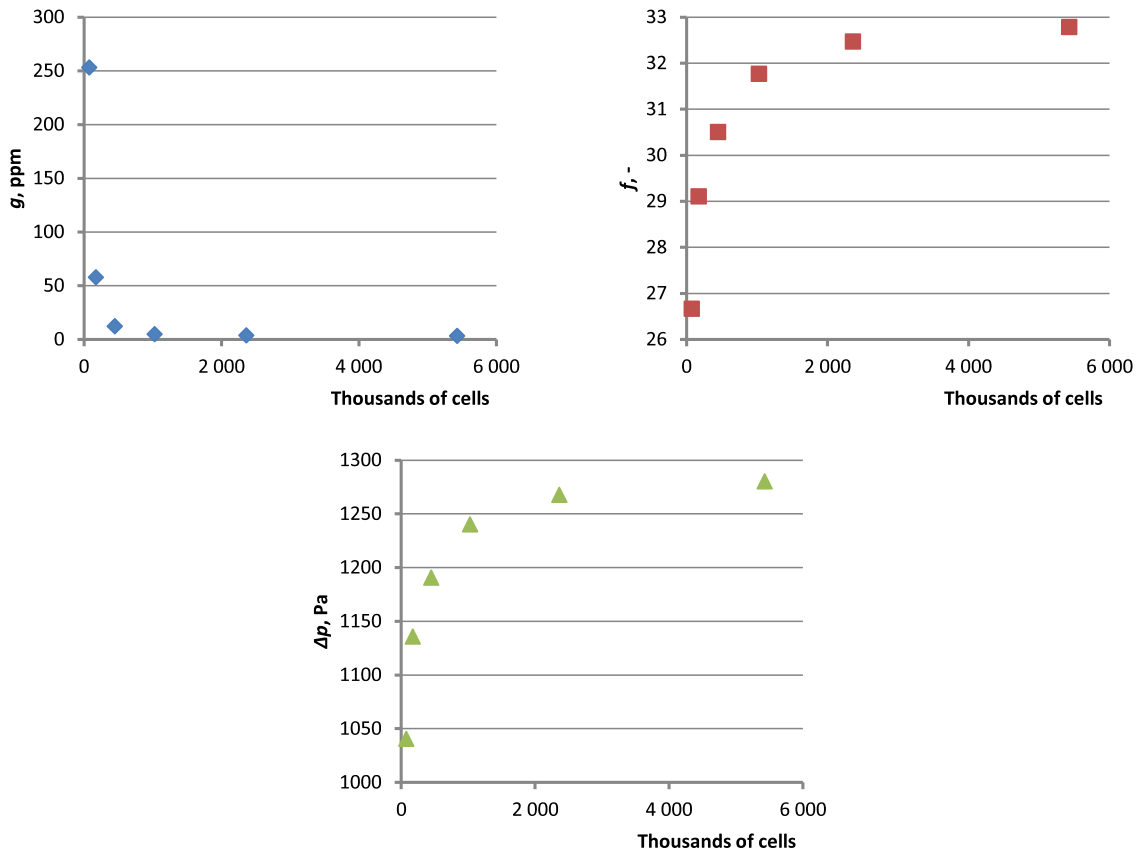 300
250
200
150
100
50
0
g, ppm
0 2 000 4 000 6 000
Thousands of cells
33
32
31
30
29
28
27
26
f, -
0 2 000 4 000 6 000
Thousands of cells
1300
1250
1200
1150
1100
1050
1000
Δp, Pa
0 2 000 4 000 6 000
Thousands of cells